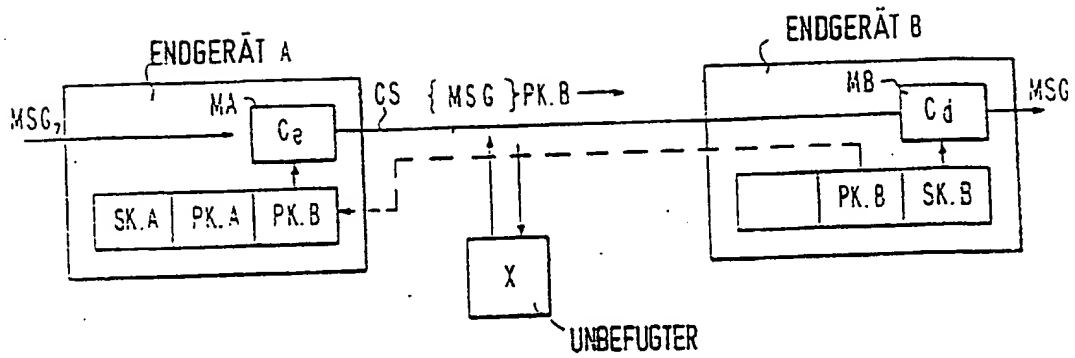 ENDGERÄT A
ENDGERÄT B
MSG
MA
Ce
CS
{MSG}PK.B
MB
Cd
MSG
SK.A PK.A PK.B
PK.B SK.B
X
UNBEFUGTER